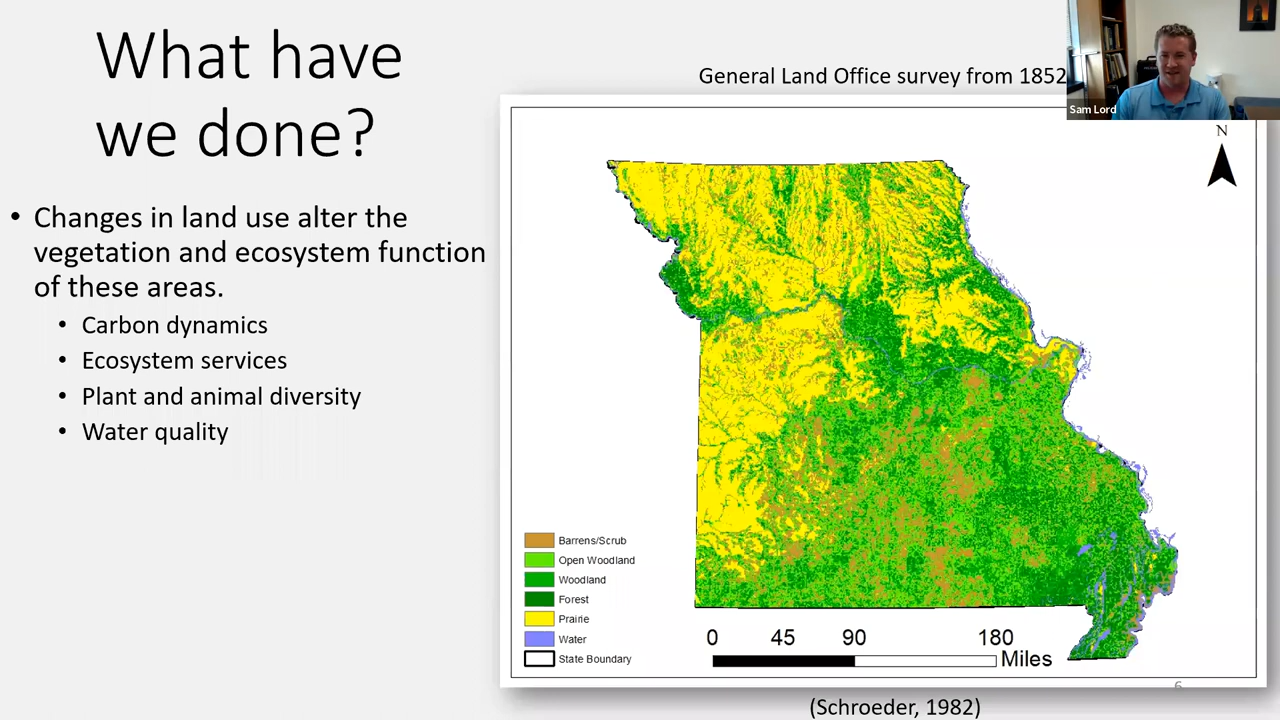 What have
we done?
General Land Office survey from 1852
Sam Lord
• Changes in land use alter the
vegetation and ecosystem function
of these areas.
• Carbon dynamics
• Ecosystem services
• Plant and animal diversity
• Water quality
N
Barrens/Scrub
Open Woodland
Woodland
Forest
Prairie
Water
State Boundary
0 45 90 180
Miles
6
(Schroeder, 1982)